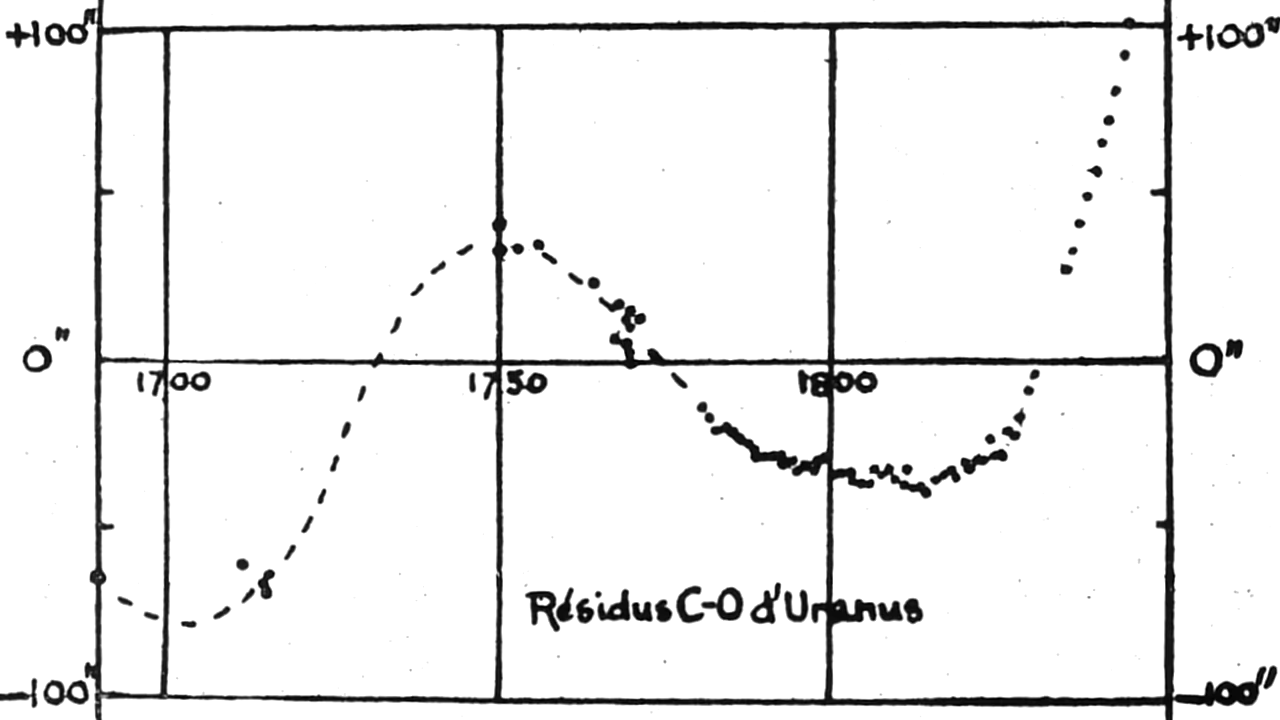 +100" +100"
0" 0"
1700 1750 1800
Résidus C-O d'Uranus
-100" -100"